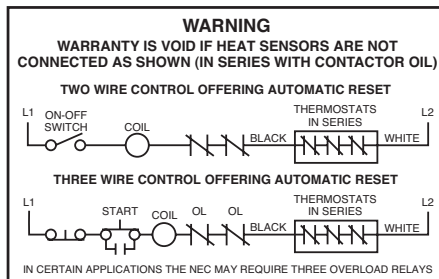 WARNING
WARRANTY IS VOID IF HEAT SENSORS ARE NOT
CONNECTED AS SHOWN (IN SERIES WITH CONTACTOR OIL)
TWO WIRE CONTROL OFFERING AUTOMATIC RESET
L1
ON-OFF
SWITCH
COIL
BLACK
THERMOSTATS
IN SERIES
WHITE
L2
THREE WIRE CONTROL OFFERING AUTOMATIC RESET
L1
START
COIL
OL
OL
BLACK
THERMOSTATS
IN SERIES
WHITE
L2
IN CERTAIN APPLICATIONS THE NEC MAY REQUIRE THREE OVERLOAD RELAYS